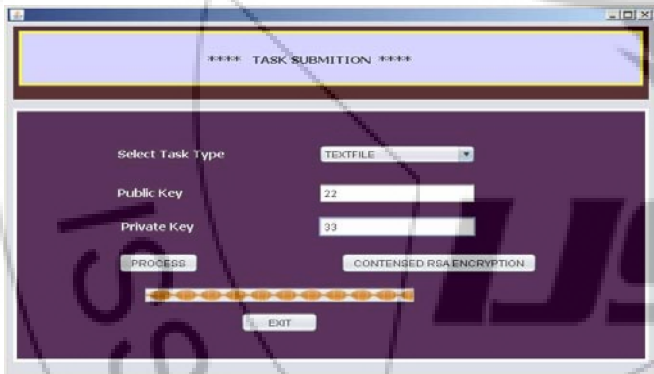 **** TASK SUBMITION ****
Select Task Type TEXTFILE
Public Key 22
Private Key 33
PROCESS CONTENSED RSA ENCRYPTION
EXIT